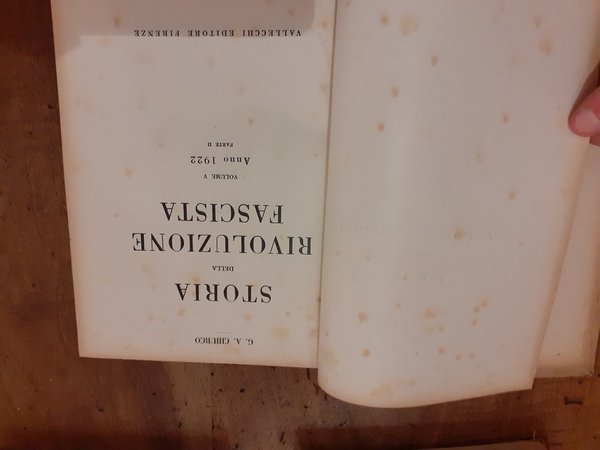 G. A. CHIURCO
STORIA
DELLA
RIVOLUZIONE
FASCISTA
VOLUME V
Anno 1922
PARTE II
VALLECCHI EDITORE FIRENZE